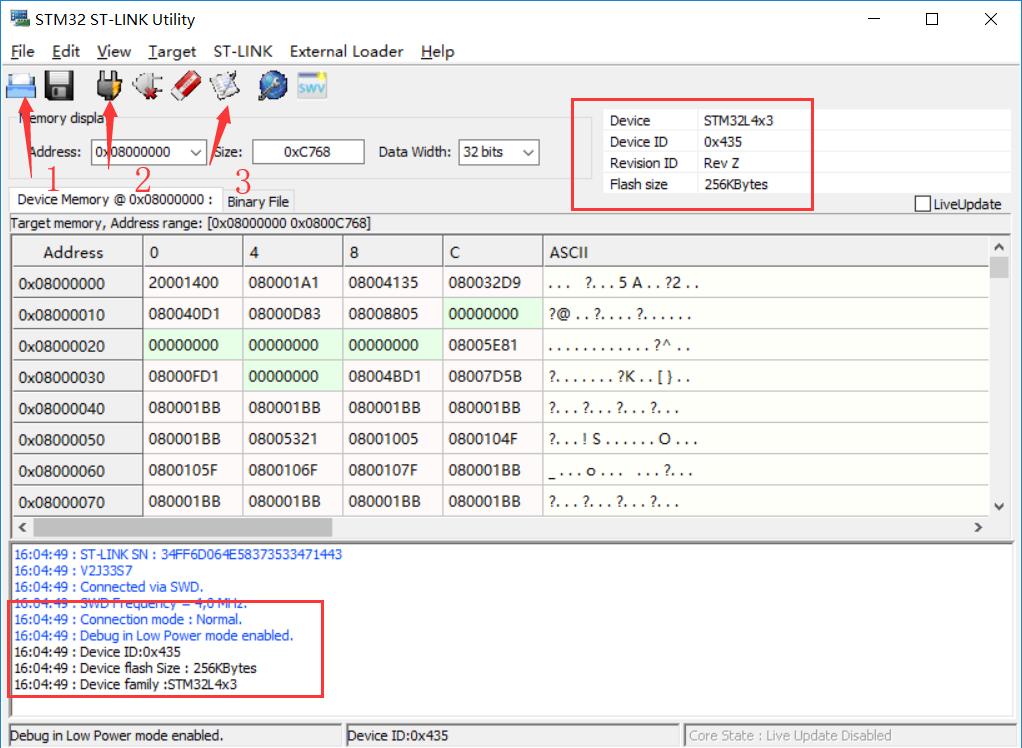 STM32 ST-LINK Utility
File Edit View Target ST-LINK External Loader Help
SWV
Memory display
Address: 0x08000000 Size: 0xC768 Data Width: 32 bits
Device STM32L4x3
Device ID 0x435
Revision ID Rev Z
Flash size 256KBytes
1 2 3
Device Memory @ 0x08000000 : Binary File
LiveUpdate
Target memory, Address range: [0x08000000 0x0800C768]
Address 0 4 8 C ASCII
0x08000000 20001400 080001A1 08004135 080032D9 . . .   ? . . . 5 A . . ? 2 . .
0x08000010 080040D1 08000D83 08008805 00000000 ? @ . . ? . . . . ? . . . . . .
0x08000020 00000000 00000000 00000000 08005E81 . . . . . . . . . . . . ? ^ . .
0x08000030 08000FD1 00000000 08004BD1 08007D5B ? . . . . . . . ? K . . [ } . .
0x08000040 080001BB 080001BB 080001BB 080001BB ? . . . ? . . . ? . . . ? . . .
0x08000050 080001BB 08005321 08001005 0800104F ? . . . ! S . . . . . . O . . .
0x08000060 0800105F 0800106F 0800107F 080001BB _ . . . o . . .   . . . ? . . .
0x08000070 080001BB 080001BB 080001BB 080001BB ? . . . ? . . . ? . . . ? . . .
16:04:49 : ST-LINK SN : 34FF6D064E58373533471443
16:04:49 : V2J33S7
16:04:49 : Connected via SWD.
16:04:49 : SWD Frequency = 4,0 MHz.
16:04:49 : Connection mode : Normal.
16:04:49 : Debug in Low Power mode enabled.
16:04:49 : Device ID:0x435
16:04:49 : Device flash Size : 256KBytes
16:04:49 : Device family :STM32L4x3
Debug in Low Power mode enabled. Device ID:0x435 Core State : Live Update Disabled